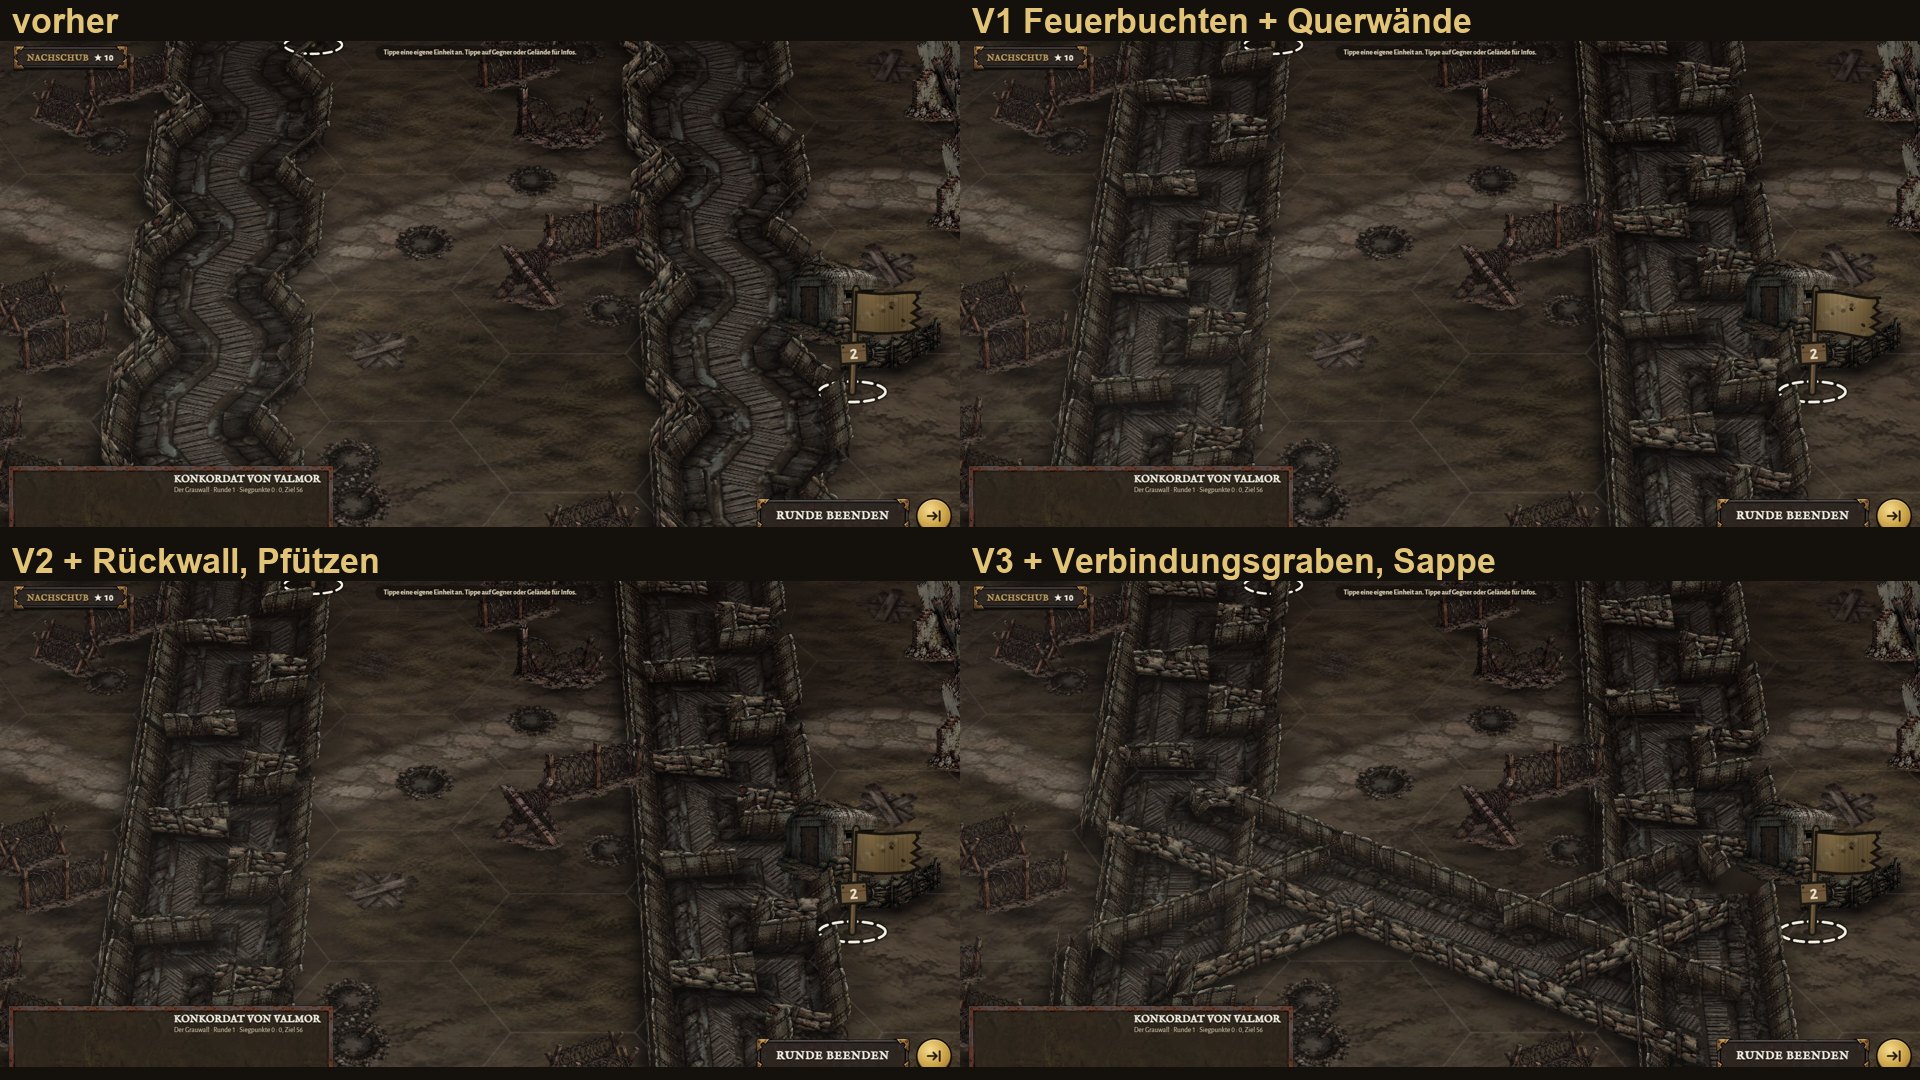 vorher
NACHSCHUB ★ 10
Tippe eine eigene Einheit an. Tippe auf Gegner oder Gelände für Infos.
2
KONKORDAT VON VALMOR
Der Grauwall · Runde 1 · Siegpunkte 0 : 0, Ziel 56
RUNDE BEENDEN
V1 Feuerbuchten + Querwände
NACHSCHUB ★ 10
Tippe eine eigene Einheit an. Tippe auf Gegner oder Gelände für Infos.
2
KONKORDAT VON VALMOR
Der Grauwall · Runde 1 · Siegpunkte 0 : 0, Ziel 56
RUNDE BEENDEN
V2 + Rückwall, Pfützen
NACHSCHUB ★ 10
Tippe eine eigene Einheit an. Tippe auf Gegner oder Gelände für Infos.
2
KONKORDAT VON VALMOR
Der Grauwall · Runde 1 · Siegpunkte 0 : 0, Ziel 56
RUNDE BEENDEN
V3 + Verbindungsgraben, Sappe
NACHSCHUB ★ 10
Tippe eine eigene Einheit an. Tippe auf Gegner oder Gelände für Infos.
2
KONKORDAT VON VALMOR
Der Grauwall · Runde 1 · Siegpunkte 0 : 0, Ziel 56
RUNDE BEENDEN